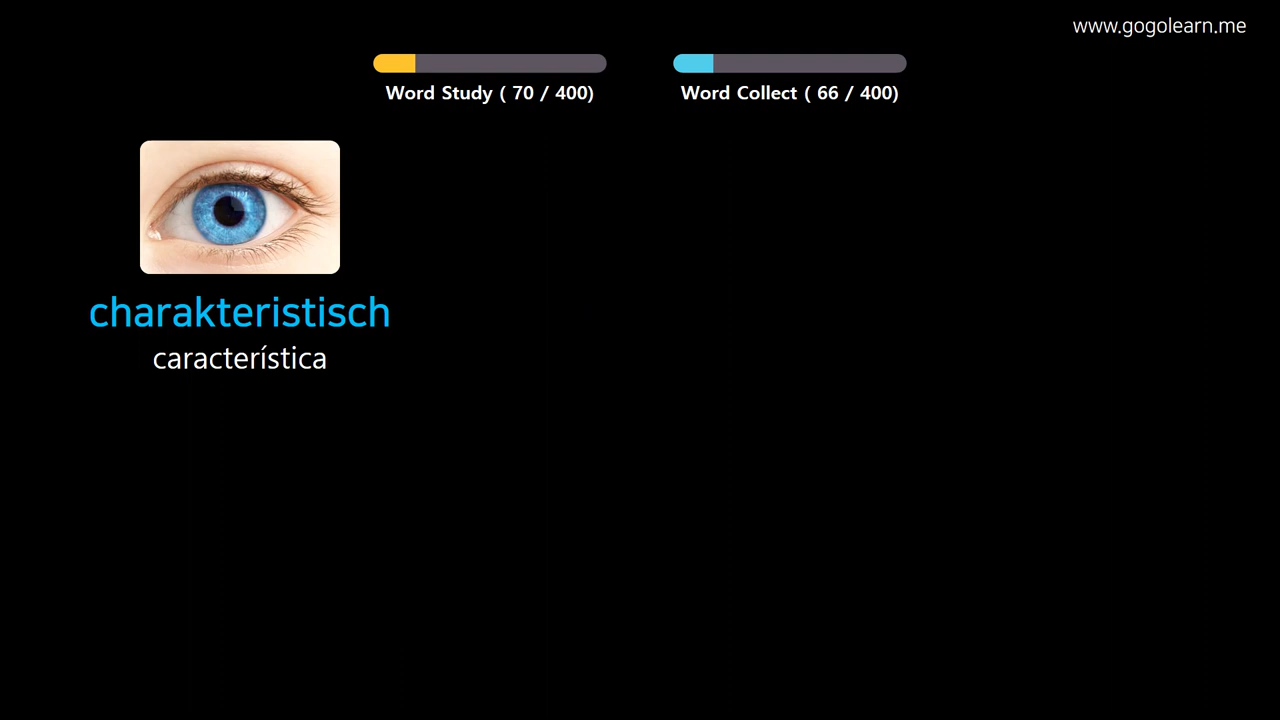 www.gogolearn.me
Word Study ( 70 / 400)
Word Collect ( 66 / 400)
charakteristisch
característica